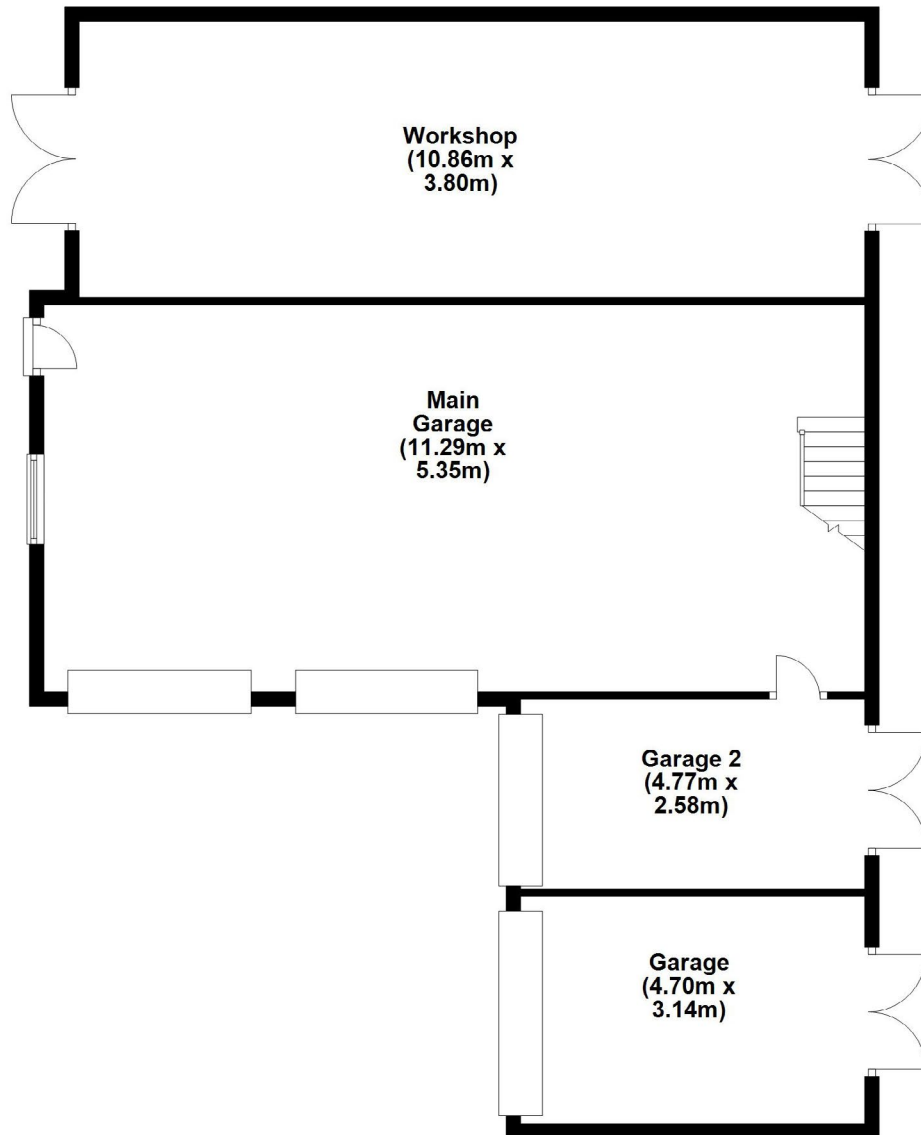 Workshop
(10.86m x
3.80m)
Main
Garage
(11.29m x
5.35m)
Garage 2
(4.77m x
2.58m)
Garage
(4.70m x
3.14m)